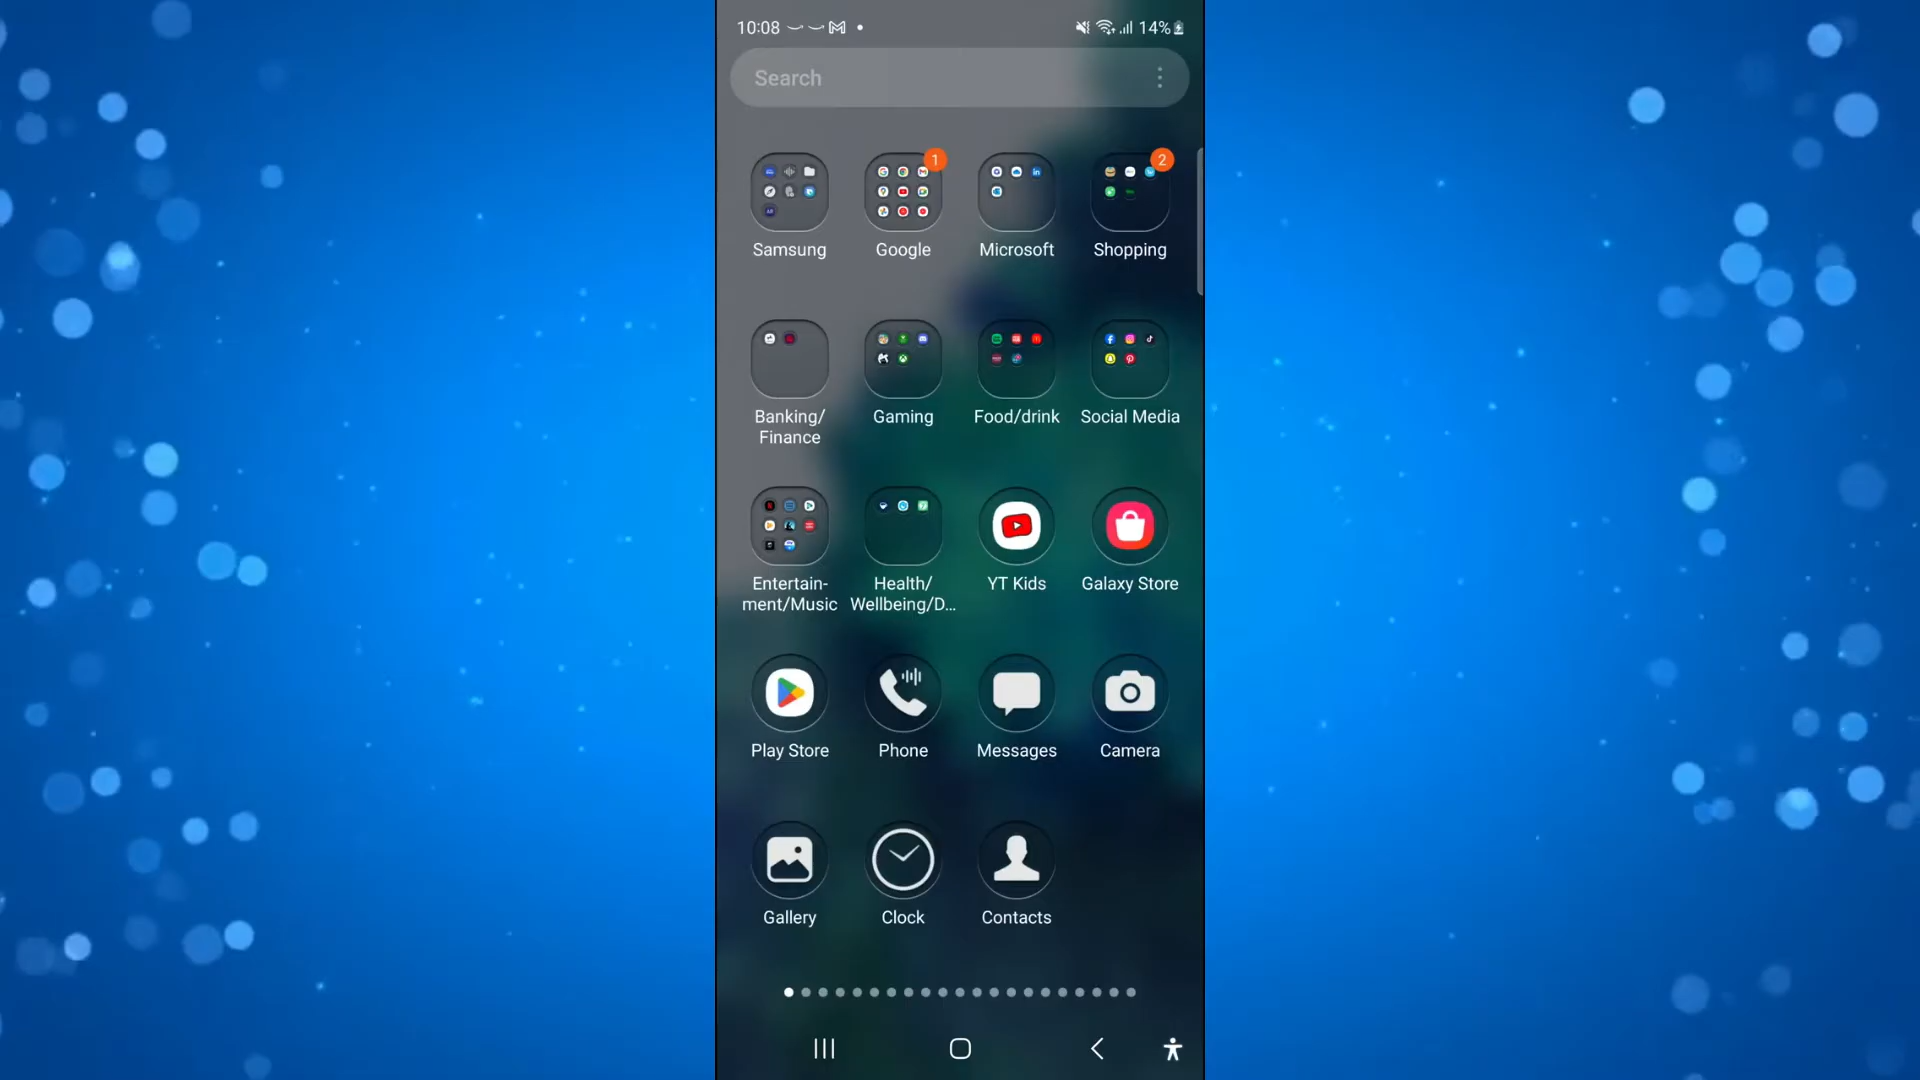 10:08
14%
Search
1
2
Samsung
Google
Microsoft
Shopping
Banking/
Finance
Gaming
Food/drink
Social Media
Entertain-
ment/Music
Health/
Wellbeing/D...
YT Kids
Galaxy Store
Play Store
Phone
Messages
Camera
Gallery
Clock
Contacts